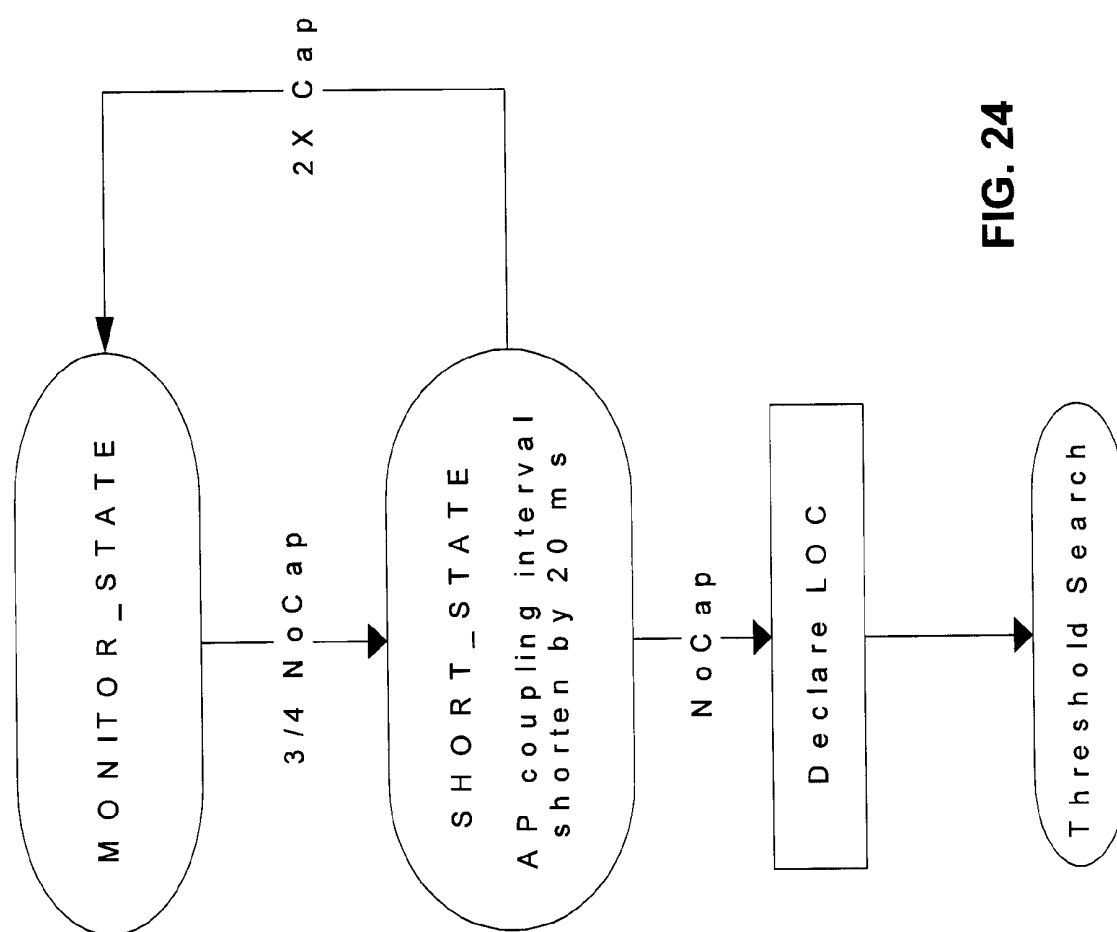 MONITOR_STATE
3/4 NoCap
2X Cap
SHORT_STATE
AP coupling interval
shorten by 20 ms
NoCap
Declare LOC
Threshold Search
FIG. 24